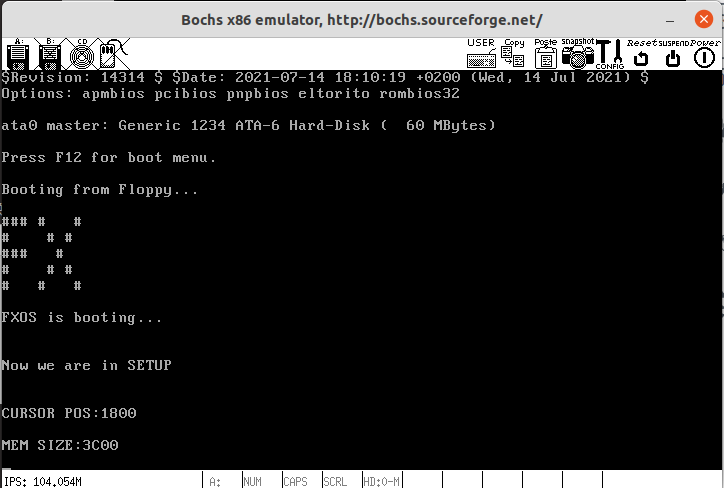 Bochs x86 emulator, http://bochs.sourceforge.net/
A: B: CD USER Copy Paste snapshot CONFIG Reset SUSPEND Power
$Revision: 14314 $ $Date: 2021-07-14 18:10:19 +0200 (Wed, 14 Jul 2021) $
Options: apmbios pcibios pnpbios eltorito rombios32
ata0 master: Generic 1234 ATA-6 Hard-Disk (  60 MBytes)
Press F12 for boot menu.
Booting from Floppy...
### #   #
#    # #
###   #
#    # #
#   #   #
FXOS is booting...
Now we are in SETUP
CURSOR POS:1800
MEM SIZE:3C00
IPS: 104.054M A: NUM CAPS SCRL HD:0-M